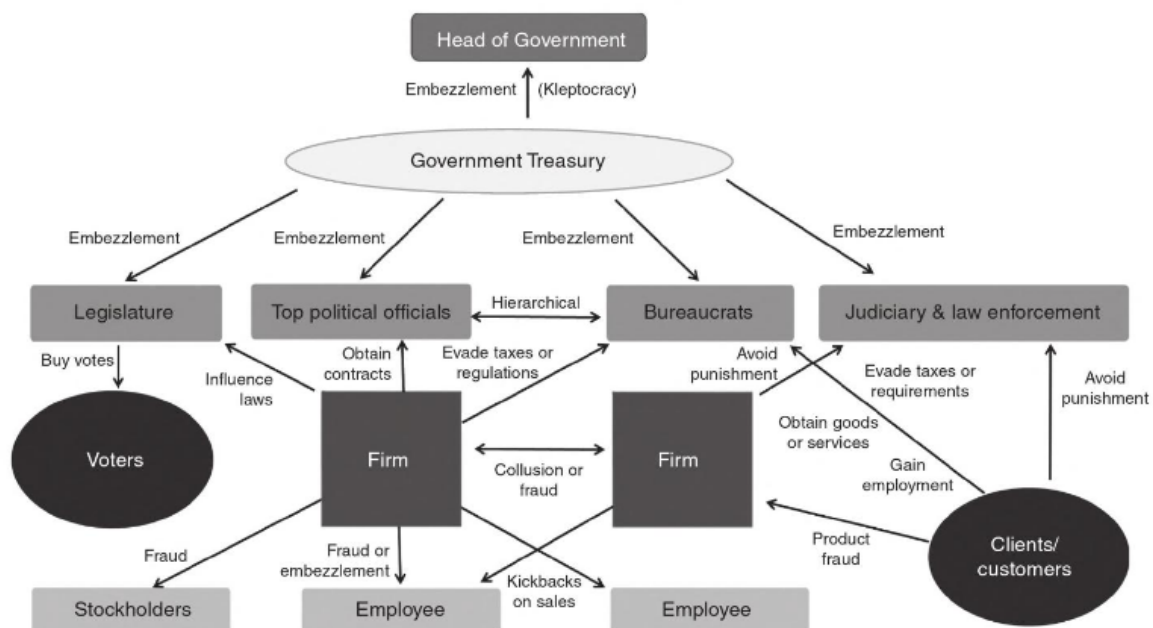 Head of Government
Embezzlement (Kleptocracy)
Government Treasury
Embezzlement
Embezzlement
Embezzlement
Embezzlement
Legislature
Top political officials
Hierarchical
Bureaucrats
Judiciary & law enforcement
Buy votes
Influence
laws
Obtain
contracts
Evade taxes or
regulations
Avoid
punishment
Evade taxes or
requirements
Avoid
punishment
Obtain goods
or services
Gain
employment
Voters
Firm
Collusion or
fraud
Firm
Clients/
customers
Product
fraud
Fraud
Fraud or
embezzlement
Kickbacks
on sales
Stockholders
Employee
Employee